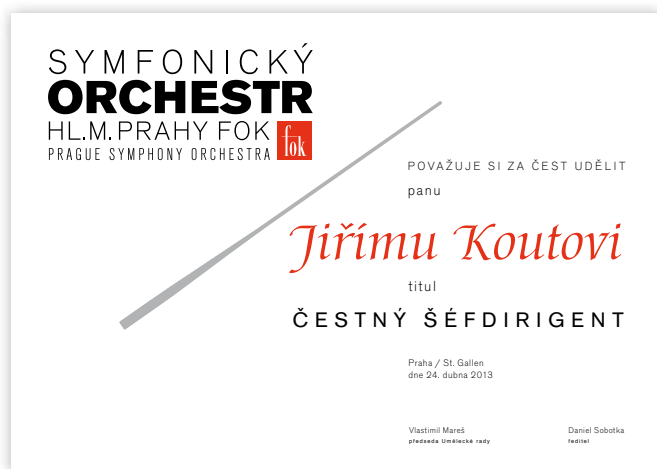 SYMFONICKÝ
ORCHESTR
HL.M. PRAHY FOK
fok
PRAGUE SYMPHONY ORCHESTRA
POVAŽUJE SI ZA ČEST UDĚLIT
panu
Jiřímu Koutovi
titul
ČESTNÝ ŠÉFDIRIGENT
Praha / St. Gallen
dne 24. dubna 2013
Vlastimil Mareš
předseda Umělecké rady
Daniel Sobotka
ředitel